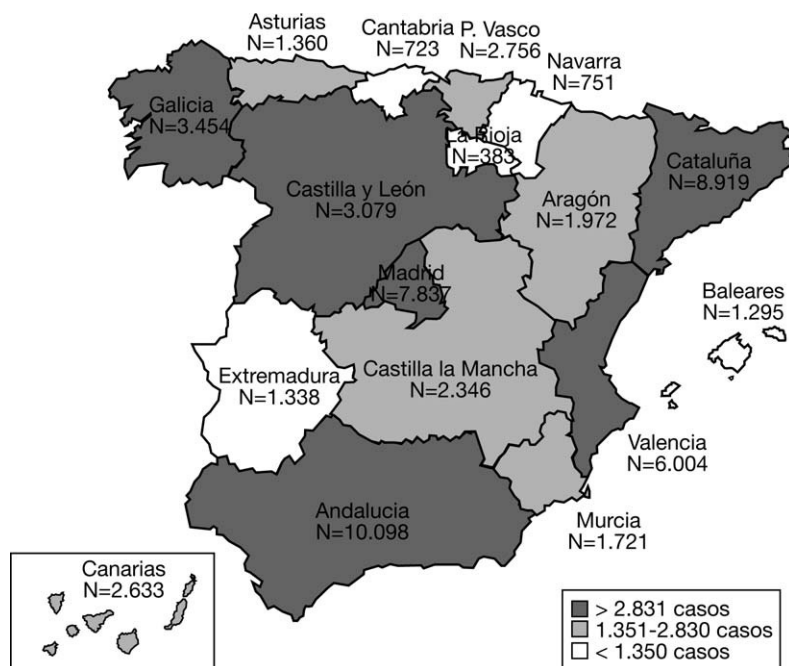 Asturias
N=1.360
Cantabria
N=723
P. Vasco
N=2.756
Navarra
N=751
Galicia
N=3.454
La Rioja
N=383
Cataluña
N=8.919
Castilla y León
N=3.079
Aragón
N=1.972
Madrid
N=7.837
Baleares
N=1.295
Extremadura
N=1.338
Castilla la Mancha
N=2.346
Valencia
N=6.004
Andalucia
N=10.098
Murcia
N=1.721
Canarias
N=2.633
> 2.831 casos
1.351-2.830 casos
< 1.350 casos